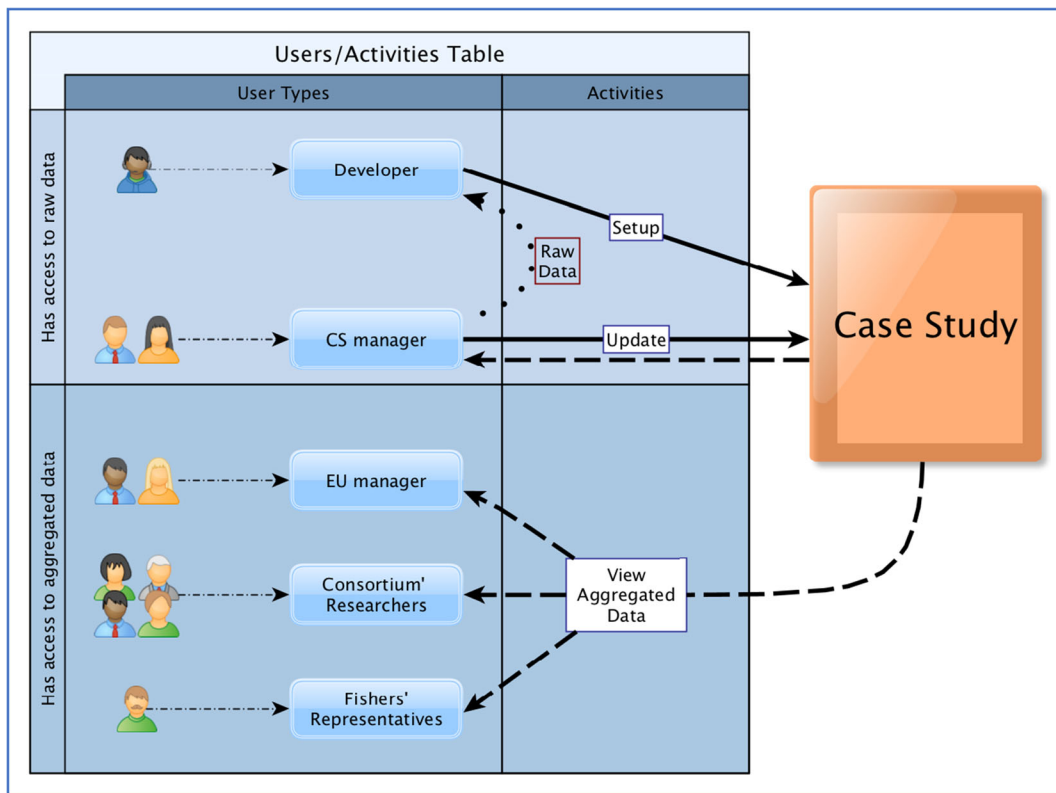 Users/Activities Table
User Types
Activities
Has access to raw data
Developer
Setup
Raw
Data
CS manager
Update
Case Study
Has access to aggregated data
EU manager
Consortium'
Researchers
View
Aggregated
Data
Fishers'
Representatives